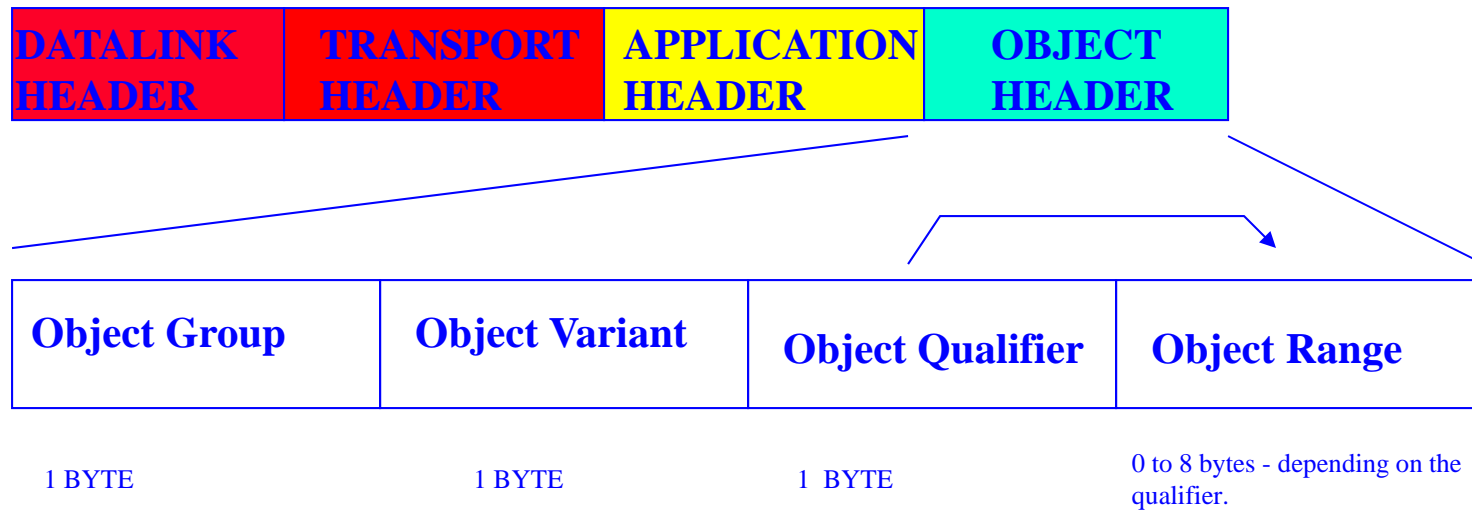 DATALINK HEADER
TRANSPORT HEADER
APPLICATION HEADER
OBJECT HEADER
Object Group
Object Variant
Object Qualifier
Object Range
1 BYTE
1 BYTE
1 BYTE
0 to 8 bytes - depending on the
qualifier.